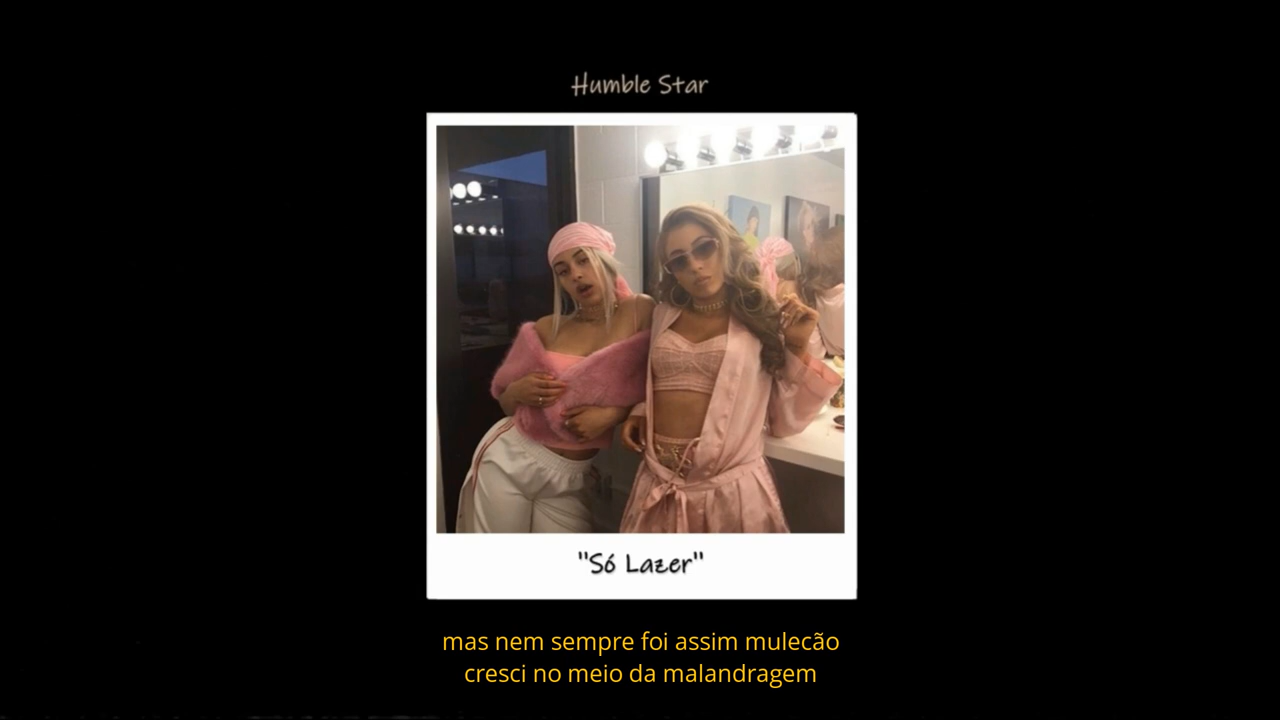 Humble Star
"Só Lazer"
mas nem sempre foi assim mulecão
cresci no meio da malandragem